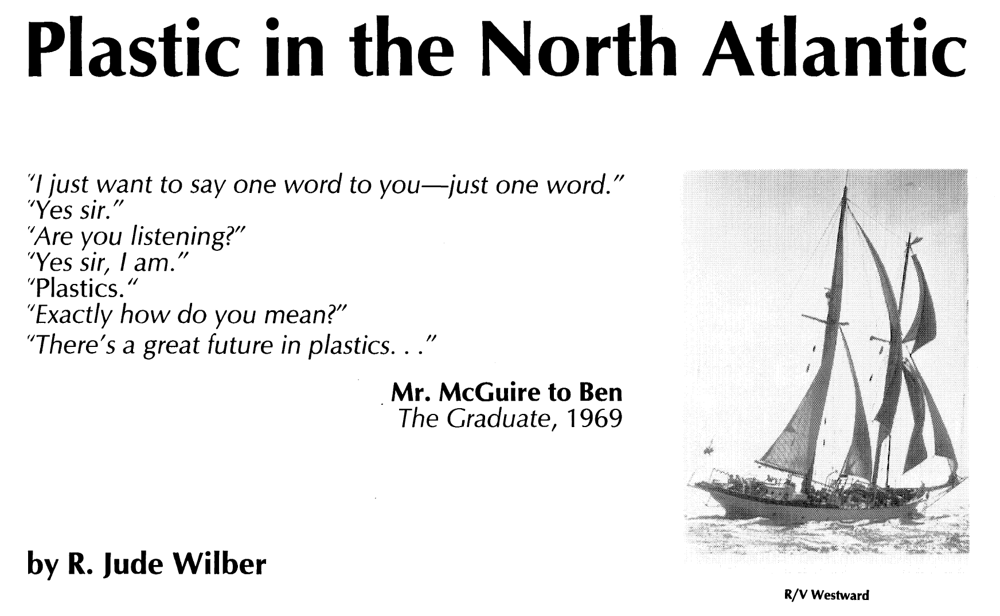 Plastic in the North Atlantic
"I just want to say one word to you—just one word."
"Yes sir."
"Are you listening?"
"Yes sir, I am."
"Plastics."
"Exactly how do you mean?"
"There's a great future in plastics. . ."
Mr. McGuire to Ben
The Graduate, 1969
by R. Jude Wilber
R/V Westward